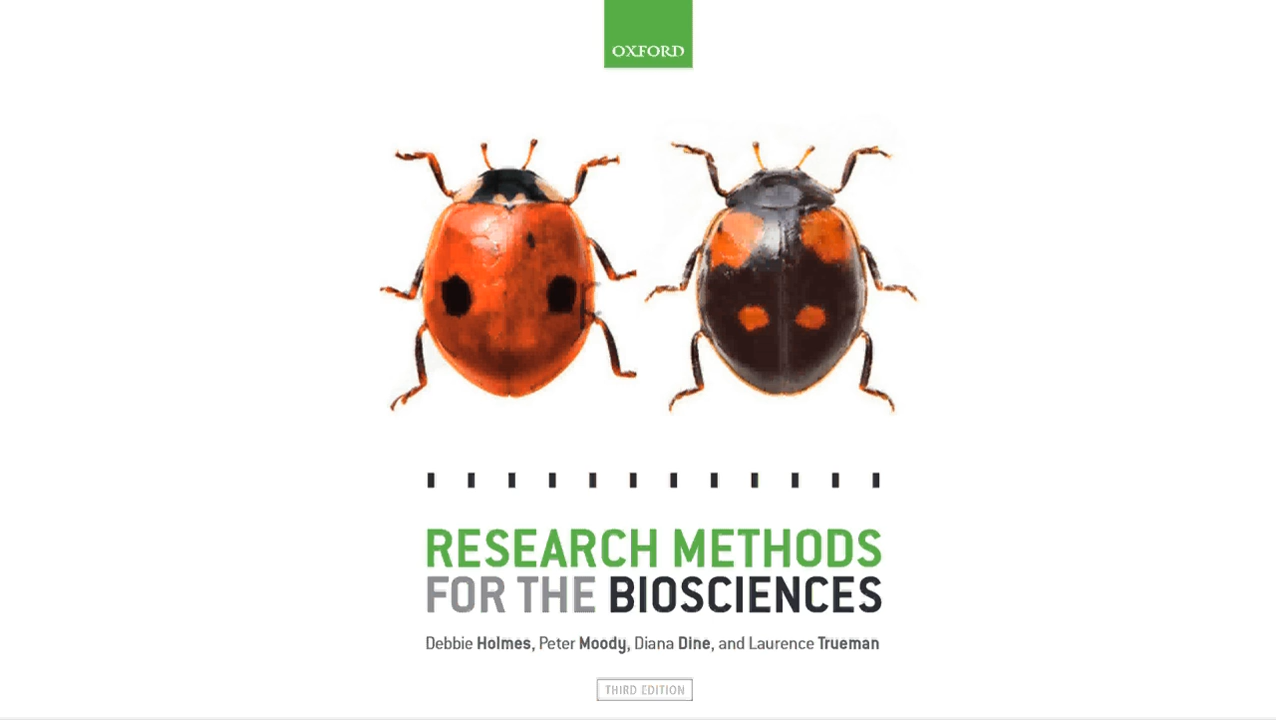 OXFORD
RESEARCH METHODS
FOR THE BIOSCIENCES
Debbie Holmes, Peter Moody, Diana Dine, and Laurence Trueman
THIRD EDITION